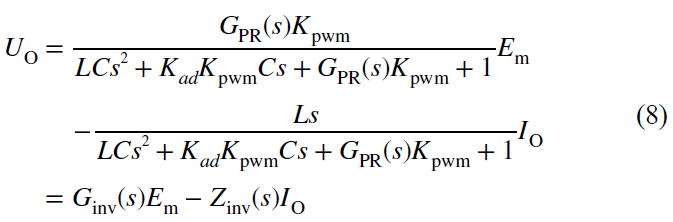 U_O = \frac{G_{PR}(s)K_{pwm}}{LCs^2 + K_{ad}K_{pwm}Cs + G_{PR}(s)K_{pwm} + 1}E_m
- \frac{Ls}{LCs^2 + K_{ad}K_{pwm}Cs + G_{PR}(s)K_{pwm} + 1}I_O (8)
= G_{inv}(s)E_m - Z_{inv}(s)I_O